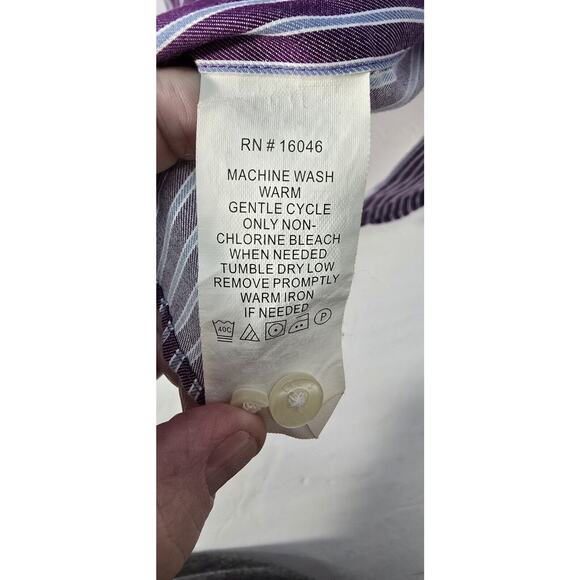 RN # 16046
MACHINE WASH
WARM
GENTLE CYCLE
ONLY NON-
CHLORINE BLEACH
WHEN NEEDED
TUMBLE DRY LOW
REMOVE PROMPTLY
WARM IRON
IF NEEDED
40C P